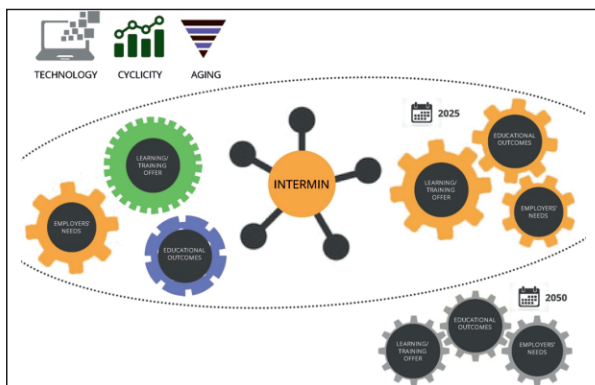 TECHNOLOGY CYCLICITY AGING
2025
EDUCATIONAL
OUTCOMES
LEARNING/
TRAINING
OFFER
INTERMIN
LEARNING/
TRAINING
OFFER
EMPLOYERS'
NEEDS
EMPLOYERS'
NEEDS
EDUCATIONAL
OUTCOMES
2050
EDUCATIONAL
OUTCOMES
LEARNING/
TRAINING
OFFER
EMPLOYERS'
NEEDS